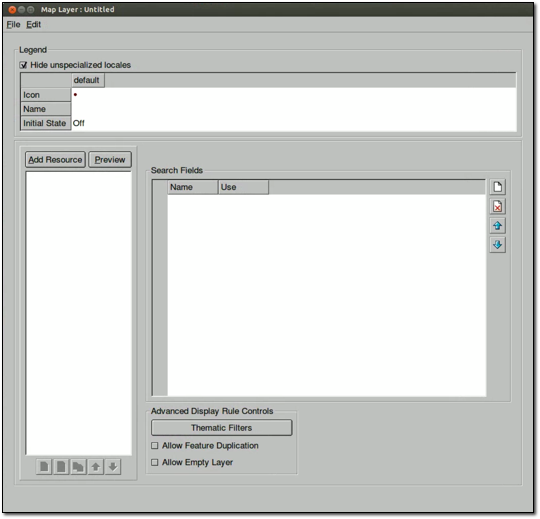 Map Layer : Untitled
File Edit
Legend
Hide unspecialized locales
default
Icon
Name
Initial State Off
Add Resource Preview
Search Fields
Name Use
Advanced Display Rule Controls
Thematic Filters
Allow Feature Duplication
Allow Empty Layer